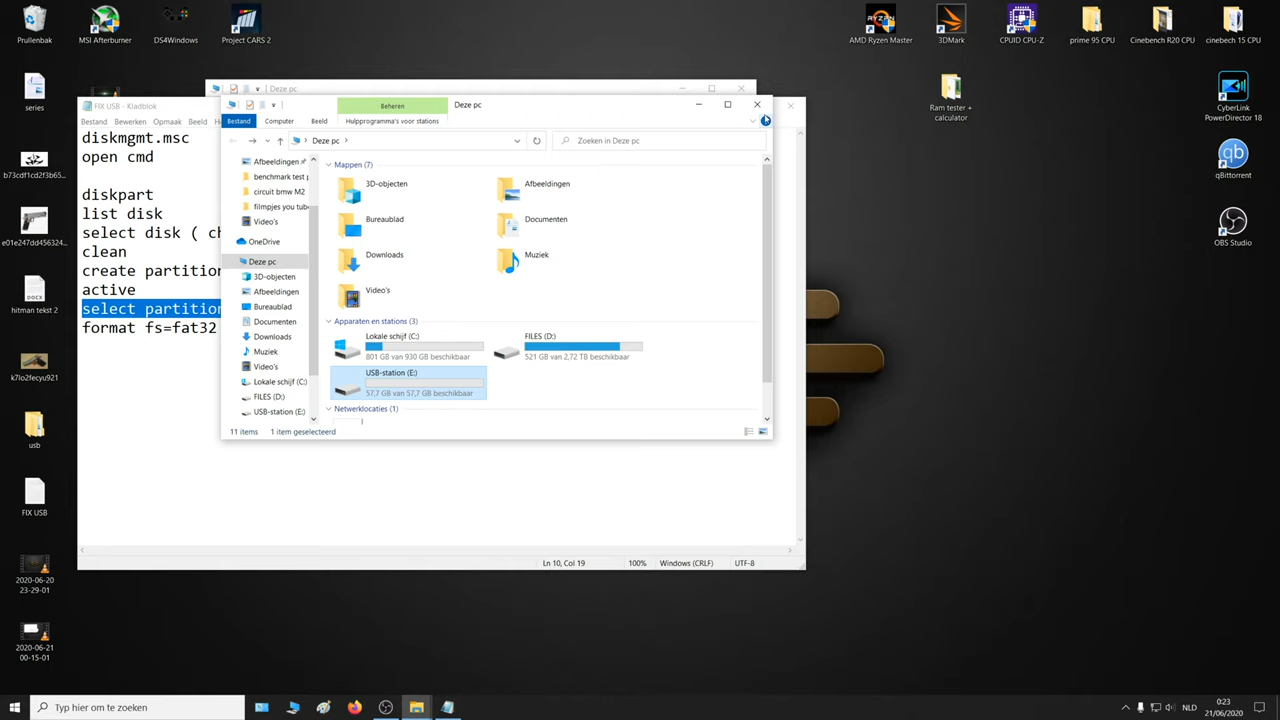 Prullenbak
MSI Afterburner
DS4Windows
Project CARS 2
AMD Ryzen Master
3DMark
CPUID CPU-Z
prime 95 CPU
Cinebench R20 CPU
cinebech 15 CPU
series
Ram tester +
calculator
CyberLink
PowerDirector 18
b73cdf1cd2f3b65...
qBittorrent
e01e247dd456324...
OBS Studio
hitman tekst 2
k7lo2fecyu921
usb
FIX USB
2020-06-20
23-29-01
2020-06-21
00-15-01
Deze pc
FIX USB - Kladblok
Bestand Bewerken Opmaak Beeld
diskmgmt.msc
open cmd
diskpart
list disk
select disk ( ch
clean
create partition
active
select partition
format fs=fat32
Ln 10, Col 19
100%
Windows (CRLF)
UTF-8
Beheren
Deze pc
Bestand
Computer
Beeld
Hulpprogramma's voor stations
Deze pc
Zoeken in Deze pc
Afbeeldingen
benchmark test p
circuit bmw M2
filmpjes you tube
Video's
OneDrive
Deze pc
3D-objecten
Afbeeldingen
Bureaublad
Documenten
Downloads
Muziek
Video's
Lokale schijf (C:)
FILES (D:)
USB-station (E:)
Mappen (7)
3D-objecten
Afbeeldingen
Bureaublad
Documenten
Downloads
Muziek
Video's
Apparaten en stations (3)
Lokale schijf (C:)
801 GB van 930 GB beschikbaar
FILES (D:)
521 GB van 2,72 TB beschikbaar
USB-station (E:)
57,7 GB van 57,7 GB beschikbaar
Netwerklocaties (1)
11 items
1 item geselecteerd
Typ hier om te zoeken
NLD
0:23
21/06/2020